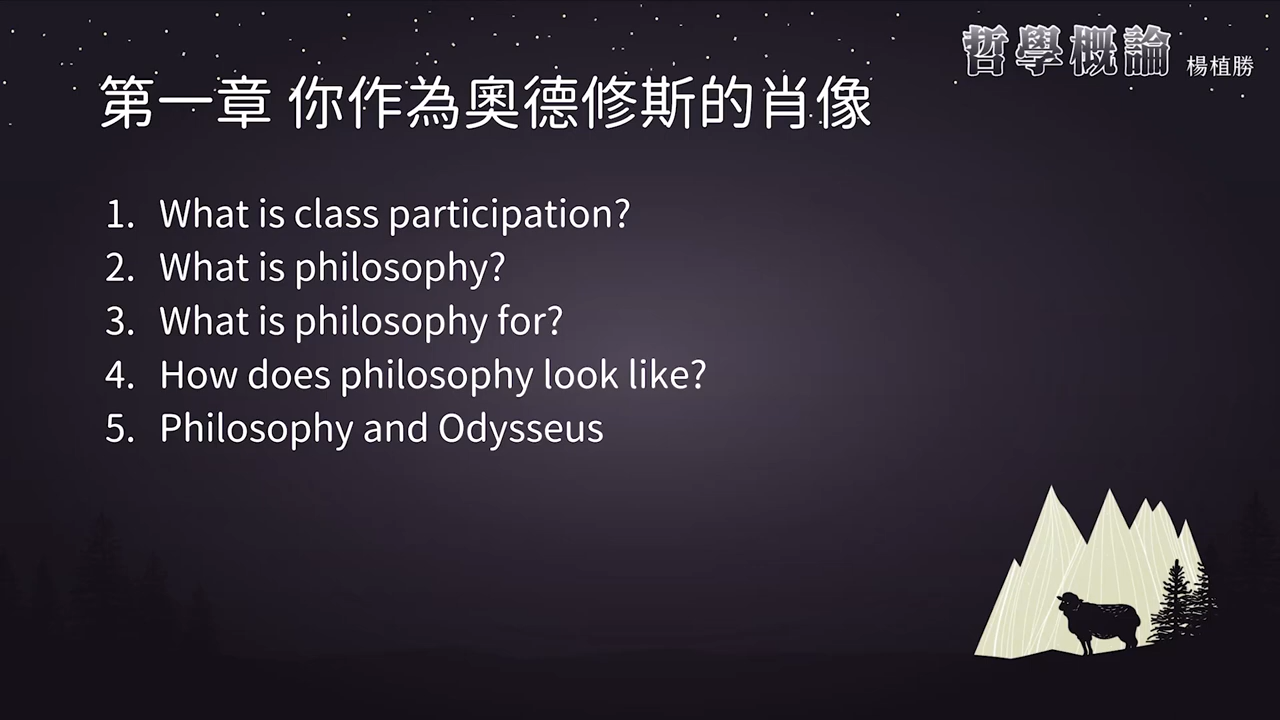 哲學概論 楊植勝
第一章 你作為奧德修斯的肖像
1. What is class participation?
2. What is philosophy?
3. What is philosophy for?
4. How does philosophy look like?
5. Philosophy and Odysseus